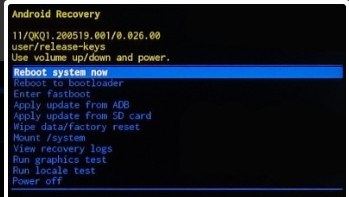 Android Recovery
11/QKQ1.200519.001/0.026.00
user/release-keys
Use volume up/down and power.
Reboot system now
Reboot to bootloader
Enter fastboot
Apply update from ADB
Apply update from SD card
Wipe data/factory reset
Mount /system
View recovery logs
Run graphics test
Run locale test
Power off